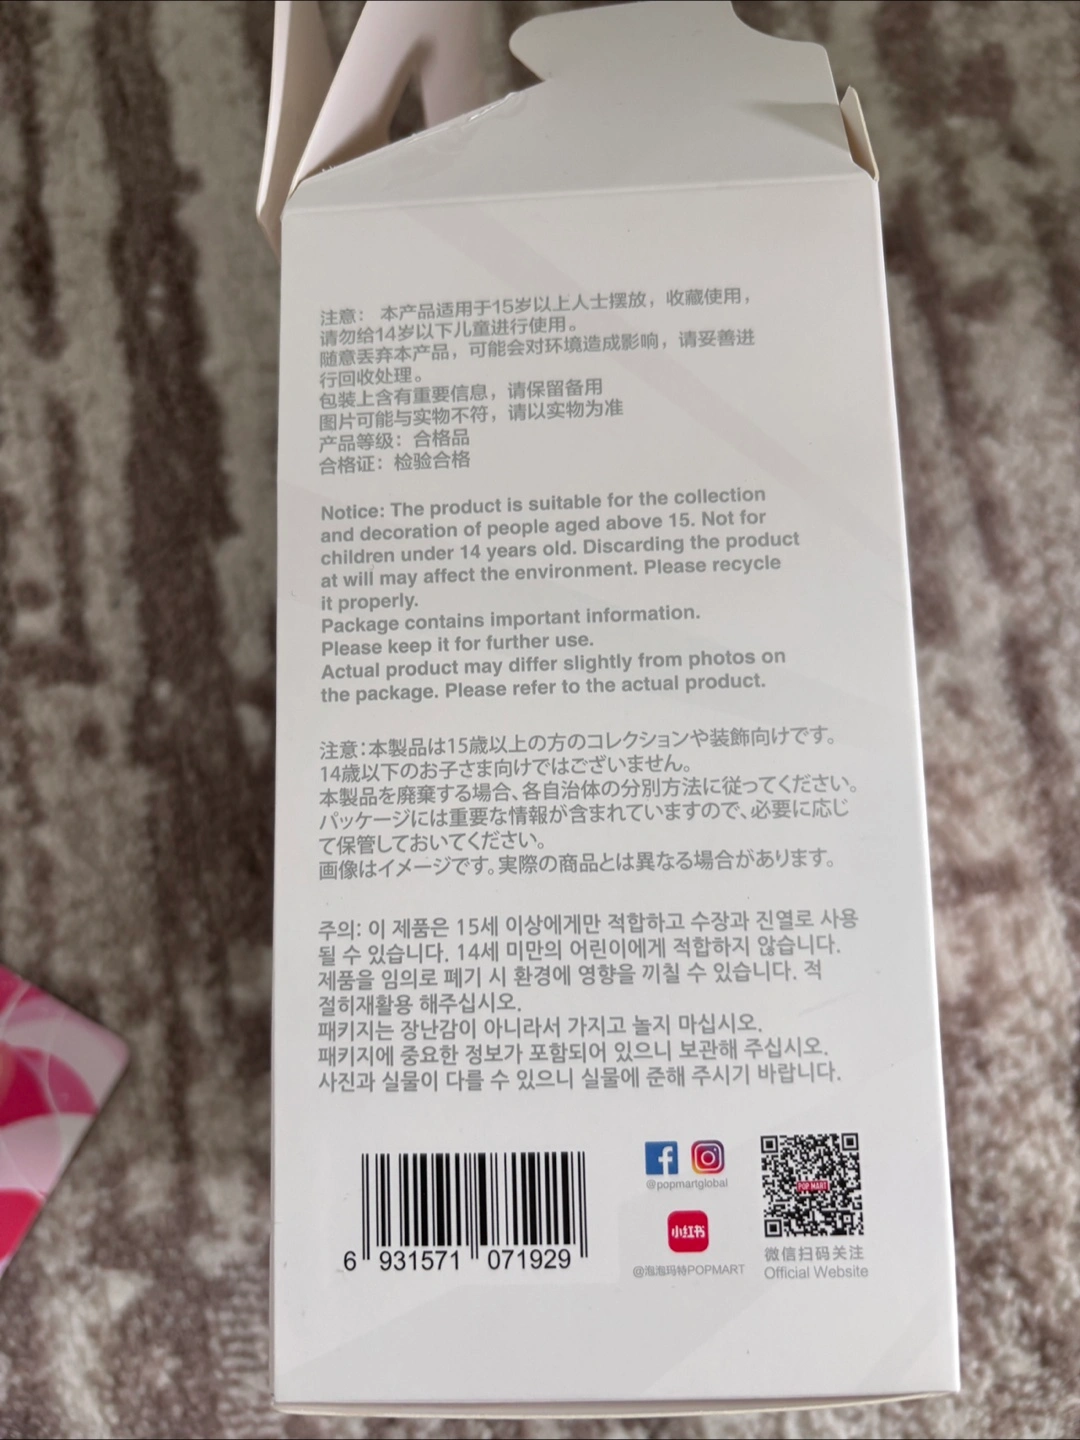 注意： 本产品适用于15岁以上人士摆放，收藏使用，
请勿给14岁以下儿童进行使用。
随意丢弃本产品，可能会对环境造成影响，请妥善进
行回收处理。
包装上含有重要信息，请保留备用
图片可能与实物不符，请以实物为准
产品等级：合格品
合格证：检验合格
Notice: The product is suitable for the collection
and decoration of people aged above 15. Not for
children under 14 years old. Discarding the product
at will may affect the environment. Please recycle
it properly.
Package contains important information.
Please keep it for further use.
Actual product may differ slightly from photos on
the package. Please refer to the actual product.
注意：本製品は15歳以上の方のコレクションや装飾向けです。
14歳以下のお子さま向けではございません。
本製品を廃棄する場合、各自治体の分別方法に従ってください。
パッケージには重要な情報が含まれていますので、必要に応じ
て保管しておいてください。
画像はイメージです。実際の商品とは異なる場合があります。
주의: 이 제품은 15세 이상에게만 적합하고 수장과 진열로 사용
될 수 있습니다. 14세 미만의 어린이에게 적합하지 않습니다.
제품을 임의로 폐기 시 환경에 영향을 끼칠 수 있습니다. 적
절히재활용 해주십시오.
패키지는 장난감이 아니라서 가지고 놀지 마십시오.
패키지에 중요한 정보가 포함되어 있으니 보관해 주십시오.
사진과 실물이 다를 수 있으니 실물에 준해 주시기 바랍니다.
6 931571 071929
@popmartglobal
小红书
@泡泡玛特POPMART
POP MART
微信扫码关注
Official Website